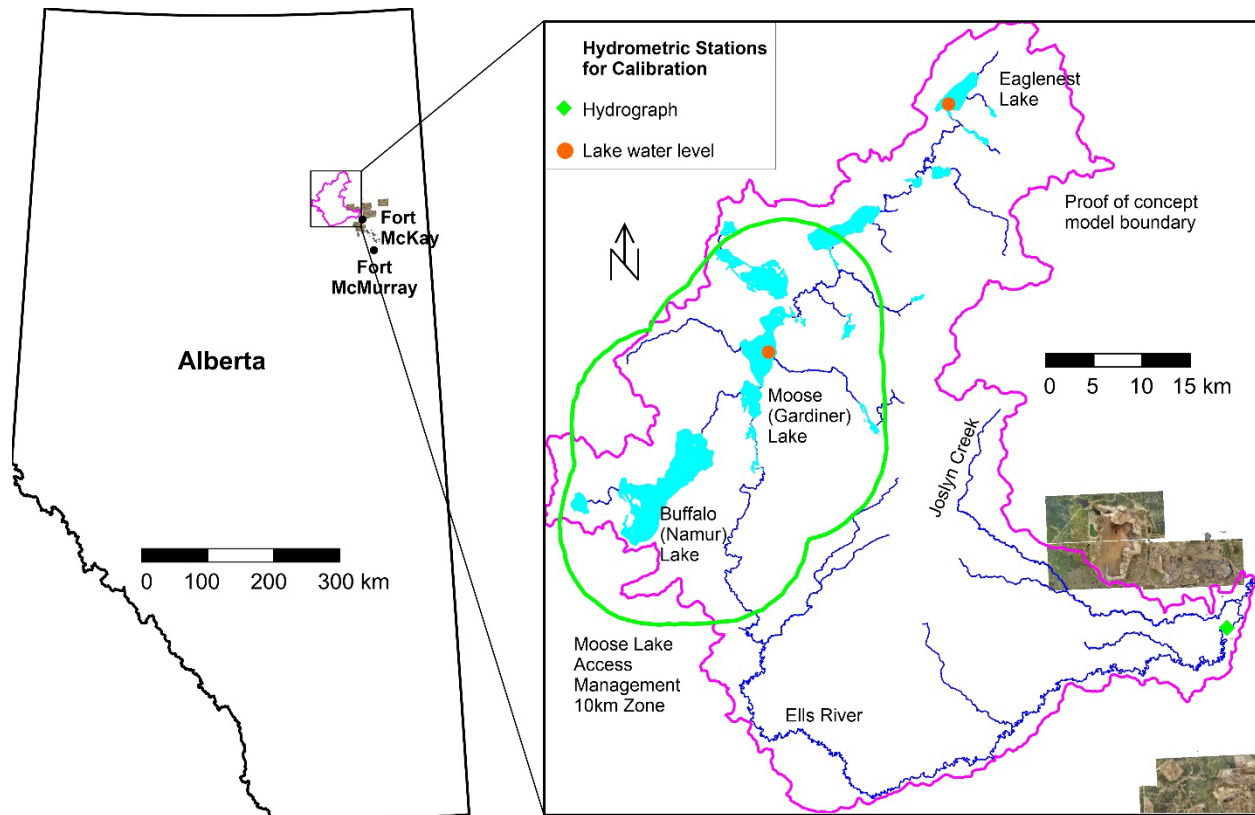 Fort
McKay
Fort
McMurray
Alberta
0 100 200 300 km
Hydrometric Stations
for Calibration
Hydrograph
Lake water level
Eaglenest
Lake
Proof of concept
model boundary
N
0 5 10 15 km
Moose
(Gardiner)
Lake
Joslyn Creek
Buffalo
(Namur)
Lake
Moose Lake
Access
Management
10km Zone
Ells River